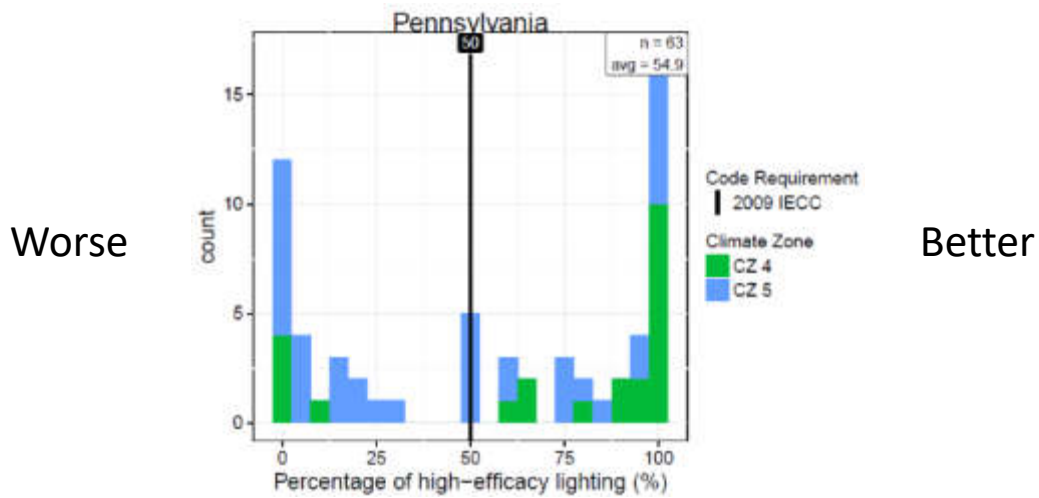 Pennsylvania
50
n = 63
avg = 54.9
15
10
5
0
count
0 25 50 75 100
Percentage of high-efficacy lighting (%)
Worse
Code Requirement
2009 IECC
Climate Zone
CZ 4
CZ 5
Better